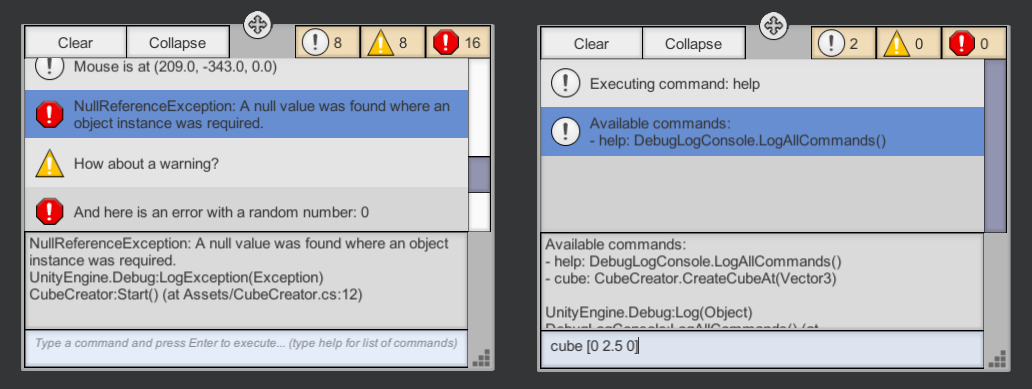 Clear
Collapse
8
8
16
Mouse is at (209.0, -343.0, 0.0)
NullReferenceException: A null value was found where an
object instance was required.
How about a warning?
And here is an error with a random number: 0
NullReferenceException: A null value was found where an object
instance was required.
UnityEngine.Debug:LogException(Exception)
CubeCreator:Start() (at Assets/CubeCreator.cs:12)
Type a command and press Enter to execute... (type help for list of commands)
Clear
Collapse
2
0
0
Executing command: help
Available commands:
- help: DebugLogConsole.LogAllCommands()
Available commands:
- help: DebugLogConsole.LogAllCommands()
- cube: CubeCreator.CreateCubeAt(Vector3)
UnityEngine.Debug:Log(Object)
DebugLogConsole:LogAllCommands() (at
cube [0 2.5 0]